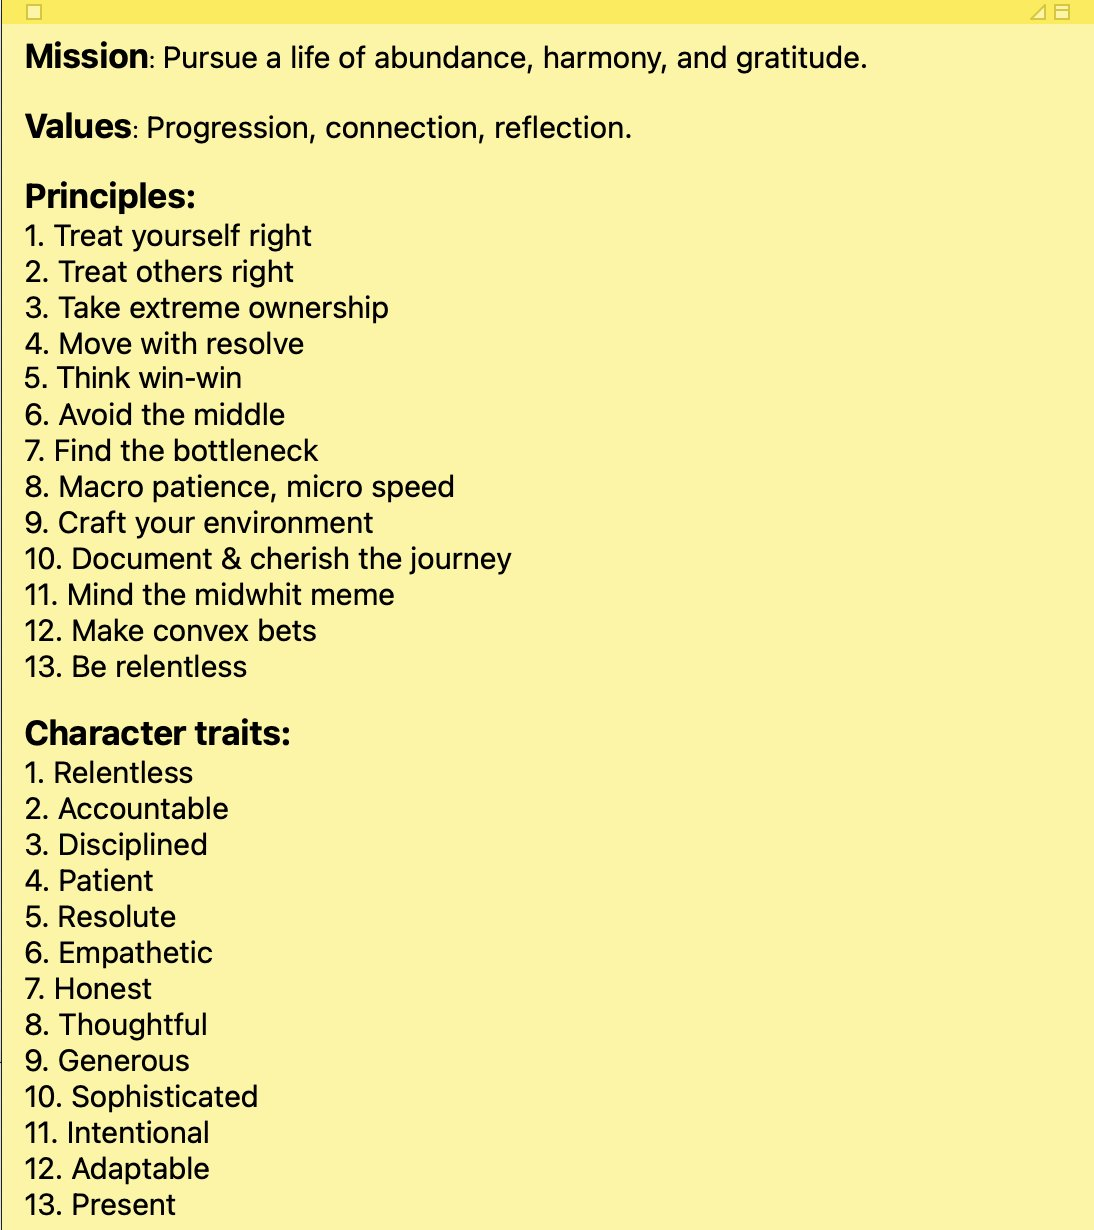 Mission: Pursue a life of abundance, harmony, and gratitude.
Values: Progression, connection, reflection.
Principles:
1. Treat yourself right
2. Treat others right
3. Take extreme ownership
4. Move with resolve
5. Think win-win
6. Avoid the middle
7. Find the bottleneck
8. Macro patience, micro speed
9. Craft your environment
10. Document & cherish the journey
11. Mind the midwhit meme
12. Make convex bets
13. Be relentless
Character traits:
1. Relentless
2. Accountable
3. Disciplined
4. Patient
5. Resolute
6. Empathetic
7. Honest
8. Thoughtful
9. Generous
10. Sophisticated
11. Intentional
12. Adaptable
13. Present